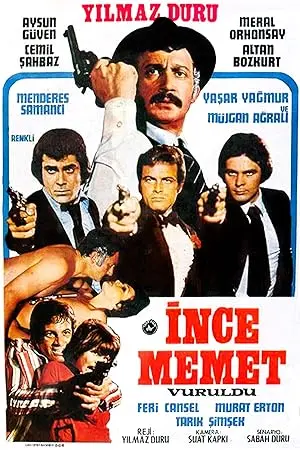 YILMAZ DURU
AYSUN
GÜVEN
CEMİL
ŞAHBAZ
MERAL
ORHONSAY
ALTAN
BOZKURT
MENDERES
SAMANCI
RENKLİ
YAŞAR YAĞMUR
VE
MÜJGAN AĞRALI
İNCE
MEMET
VURULDU
FERİ CANSEL MURAT ERTON
TARIK ŞİMŞEK
REJİ:
YILMAZ DURU
KAMERA:
SUAT KAPKI
SENARYO:
SABAH DURU